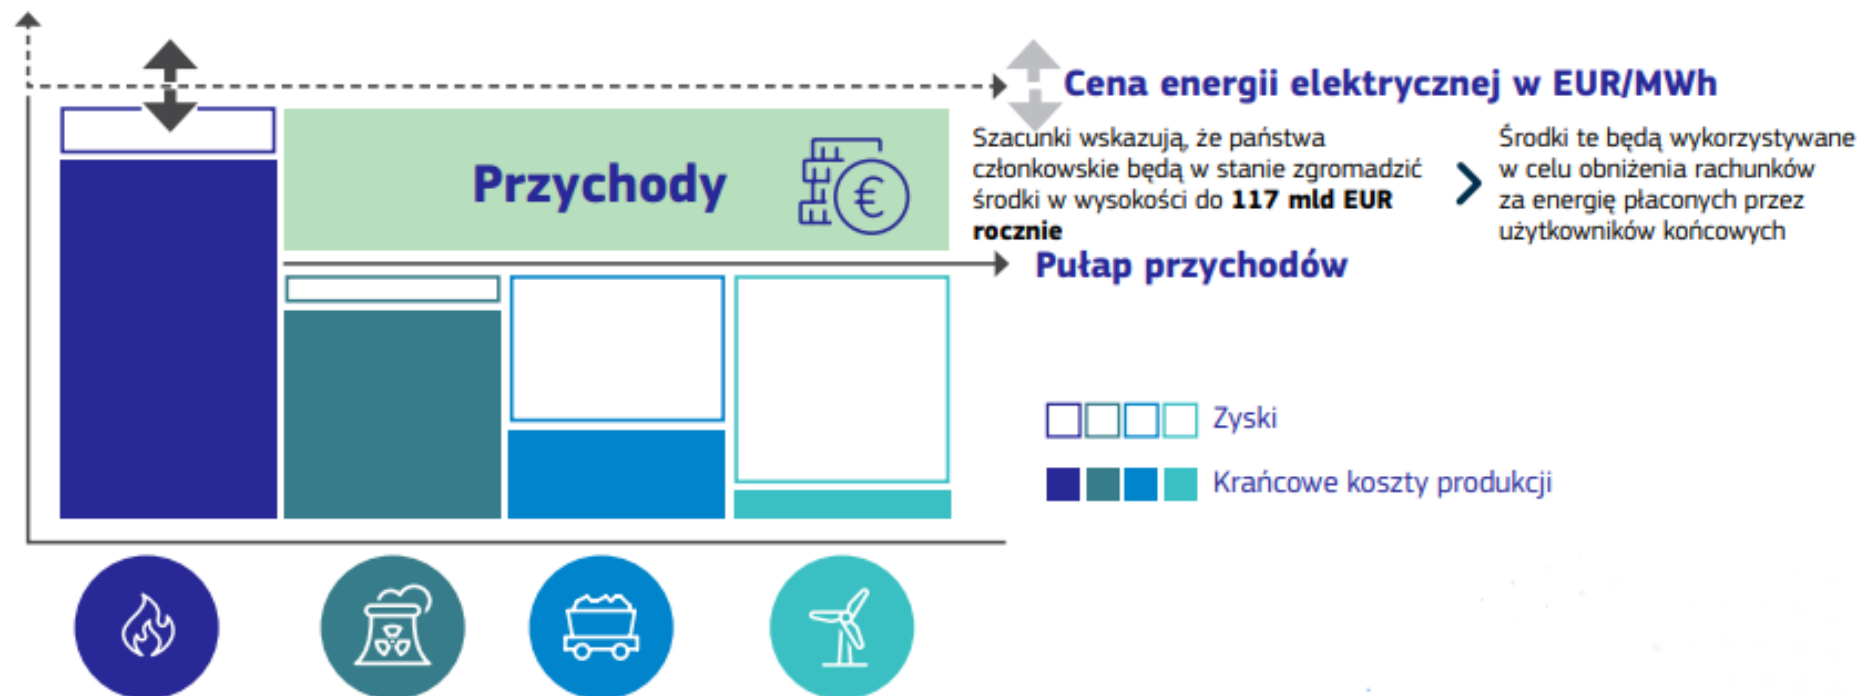 Cena energii elektrycznej w EUR/MWh
Przychody
€
Szacunki wskazują, że państwa
członkowskie będą w stanie zgromadzić
środki w wysokości do 117 mld EUR
rocznie
Środki te będą wykorzystywane
w celu obniżenia rachunków
za energię płaconych przez
użytkowników końcowych
Pułap przychodów
Zyski
Krańcowe koszty produkcji